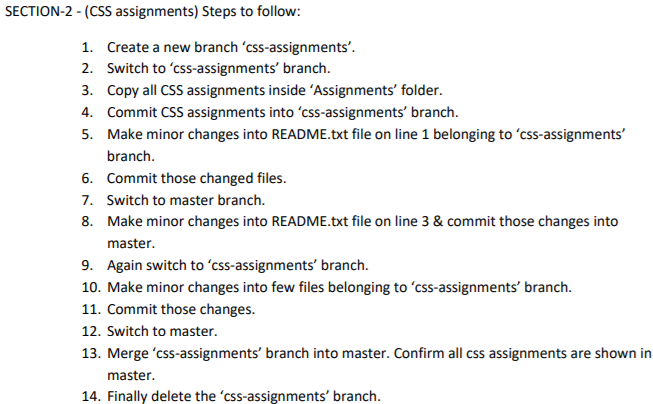 SECTION-2 - (CSS assignments) Steps to follow:
1. Create a new branch ‘css-assignments’.
2. Switch to ‘css-assignments’ branch.
3. Copy all CSS assignments inside ‘Assignments’ folder.
4. Commit CSS assignments into ‘css-assignments’ branch.
5. Make minor changes into README.txt file on line 1 belonging to ‘css-assignments’
branch.
6. Commit those changed files.
7. Switch to master branch.
8. Make minor changes into README.txt file on line 3 & commit those changes into
master.
9. Again switch to ‘css-assignments’ branch.
10. Make minor changes into few files belonging to ‘css-assignments’ branch.
11. Commit those changes.
12. Switch to master.
13. Merge ‘css-assignments’ branch into master. Confirm all css assignments are shown in
master.
14. Finally delete the ‘css-assignments’ branch.